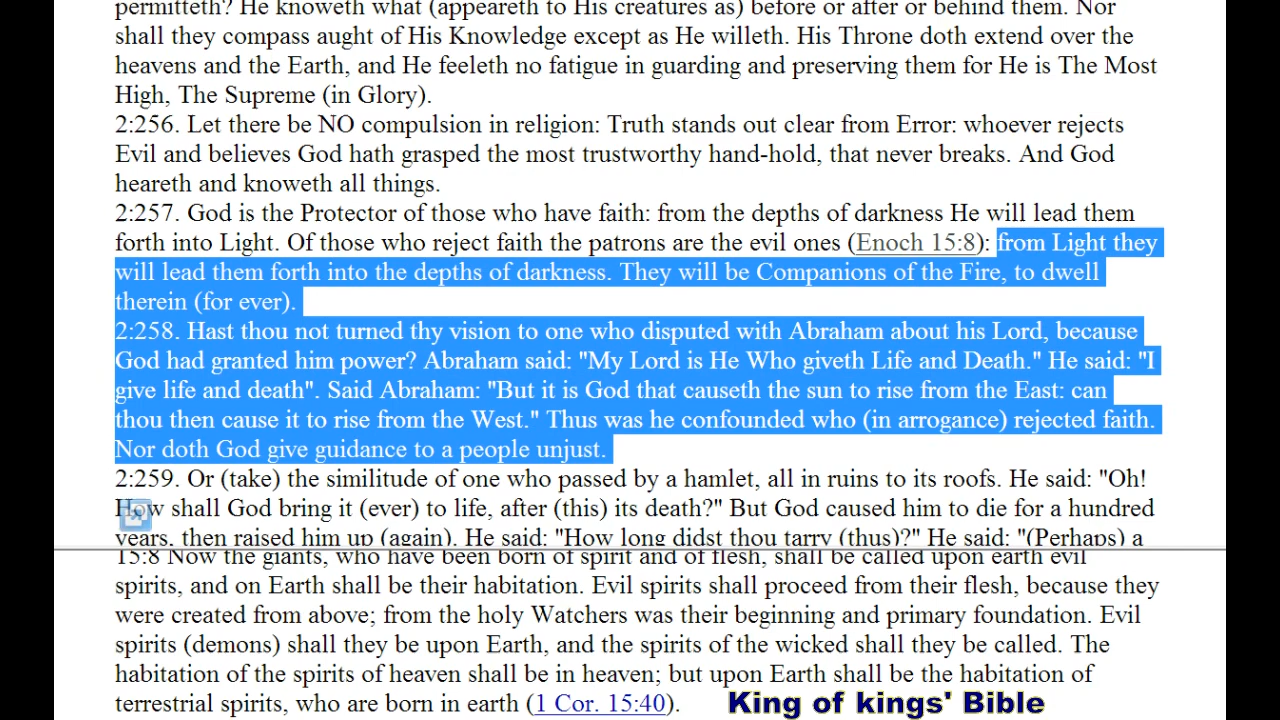 permitteth? He knoweth what (appeareth to His creatures as) before or after or behind them. Nor
shall they compass aught of His Knowledge except as He willeth. His Throne doth extend over the
heavens and the Earth, and He feeleth no fatigue in guarding and preserving them for He is The Most
High, The Supreme (in Glory).
2:256. Let there be NO compulsion in religion: Truth stands out clear from Error: whoever rejects
Evil and believes God hath grasped the most trustworthy hand-hold, that never breaks. And God
heareth and knoweth all things.
2:257. God is the Protector of those who have faith: from the depths of darkness He will lead them
forth into Light. Of those who reject faith the patrons are the evil ones (Enoch 15:8): from Light they
will lead them forth into the depths of darkness. They will be Companions of the Fire, to dwell
therein (for ever).
2:258. Hast thou not turned thy vision to one who disputed with Abraham about his Lord, because
God had granted him power? Abraham said: "My Lord is He Who giveth Life and Death." He said: "I
give life and death". Said Abraham: "But it is God that causeth the sun to rise from the East: can
thou then cause it to rise from the West." Thus was he confounded who (in arrogance) rejected faith.
Nor doth God give guidance to a people unjust.
2:259. Or (take) the similitude of one who passed by a hamlet, all in ruins to its roofs. He said: "Oh!
How shall God bring it (ever) to life, after (this) its death?" But God caused him to die for a hundred
years, then raised him up (again). He said: "How long didst thou tarry (thus)?" He said: "(Perhaps) a
15:8 Now the giants, who have been born of spirit and of flesh, shall be called upon earth evil
spirits, and on Earth shall be their habitation. Evil spirits shall proceed from their flesh, because they
were created from above; from the holy Watchers was their beginning and primary foundation. Evil
spirits (demons) shall they be upon Earth, and the spirits of the wicked shall they be called. The
habitation of the spirits of heaven shall be in heaven; but upon Earth shall be the habitation of
terrestrial spirits, who are born in earth (1 Cor. 15:40).
King of kings' Bible